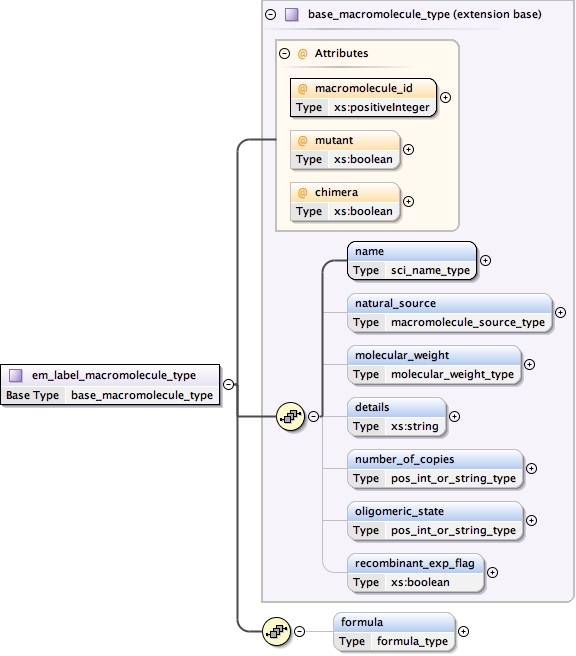 base_macromolecule_type (extension base)
@ Attributes
@ macromolecule_id
Type xs:positiveInteger
@ mutant
Type xs:boolean
@ chimera
Type xs:boolean
name
Type sci_name_type
natural_source
Type macromolecule_source_type
em_label_macromolecule_type
Base Type base_macromolecule_type
molecular_weight
Type molecular_weight_type
details
Type xs:string
number_of_copies
Type pos_int_or_string_type
oligomeric_state
Type pos_int_or_string_type
recombinant_exp_flag
Type xs:boolean
formula
Type formula_type